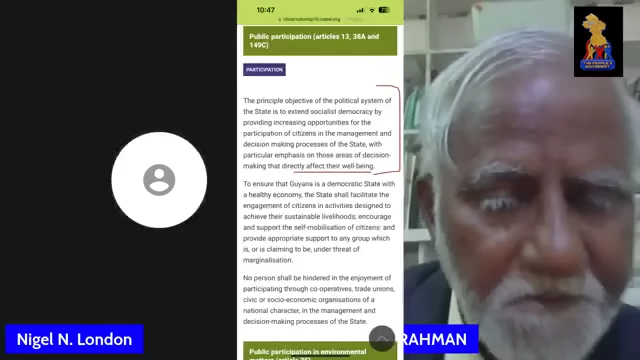 10:47
observatoriop10.cepal.org
Public participation (articles 13, 38A and
149C)
PARTICIPATION
The principle objective of the political system of
the State is to extend socialist democracy by
providing increasing opportunities for the
participation of citizens in the management and
decision making processes of the State, with
particular emphasis on those areas of decision-
making that directly affect their well-being.
To ensure that Guyana is a democratic State with
a healthy economy, the State shall facilitate the
engagement of citizens in activities designed to
achieve their sustainable livelihoods; encourage
and support the self-mobilisation of citizens: and
provide appropriate support to any group which
is, or is claiming to be, under threat of
marginalisation.
No person shall be hindered in the enjoyment of
participating through co-operatives, trade unions,
civic or socio-economic organisations of a
national character, in the management and
decision-making processes of the State.
Public participation in environmental
Nigel N. London
RAHMAN